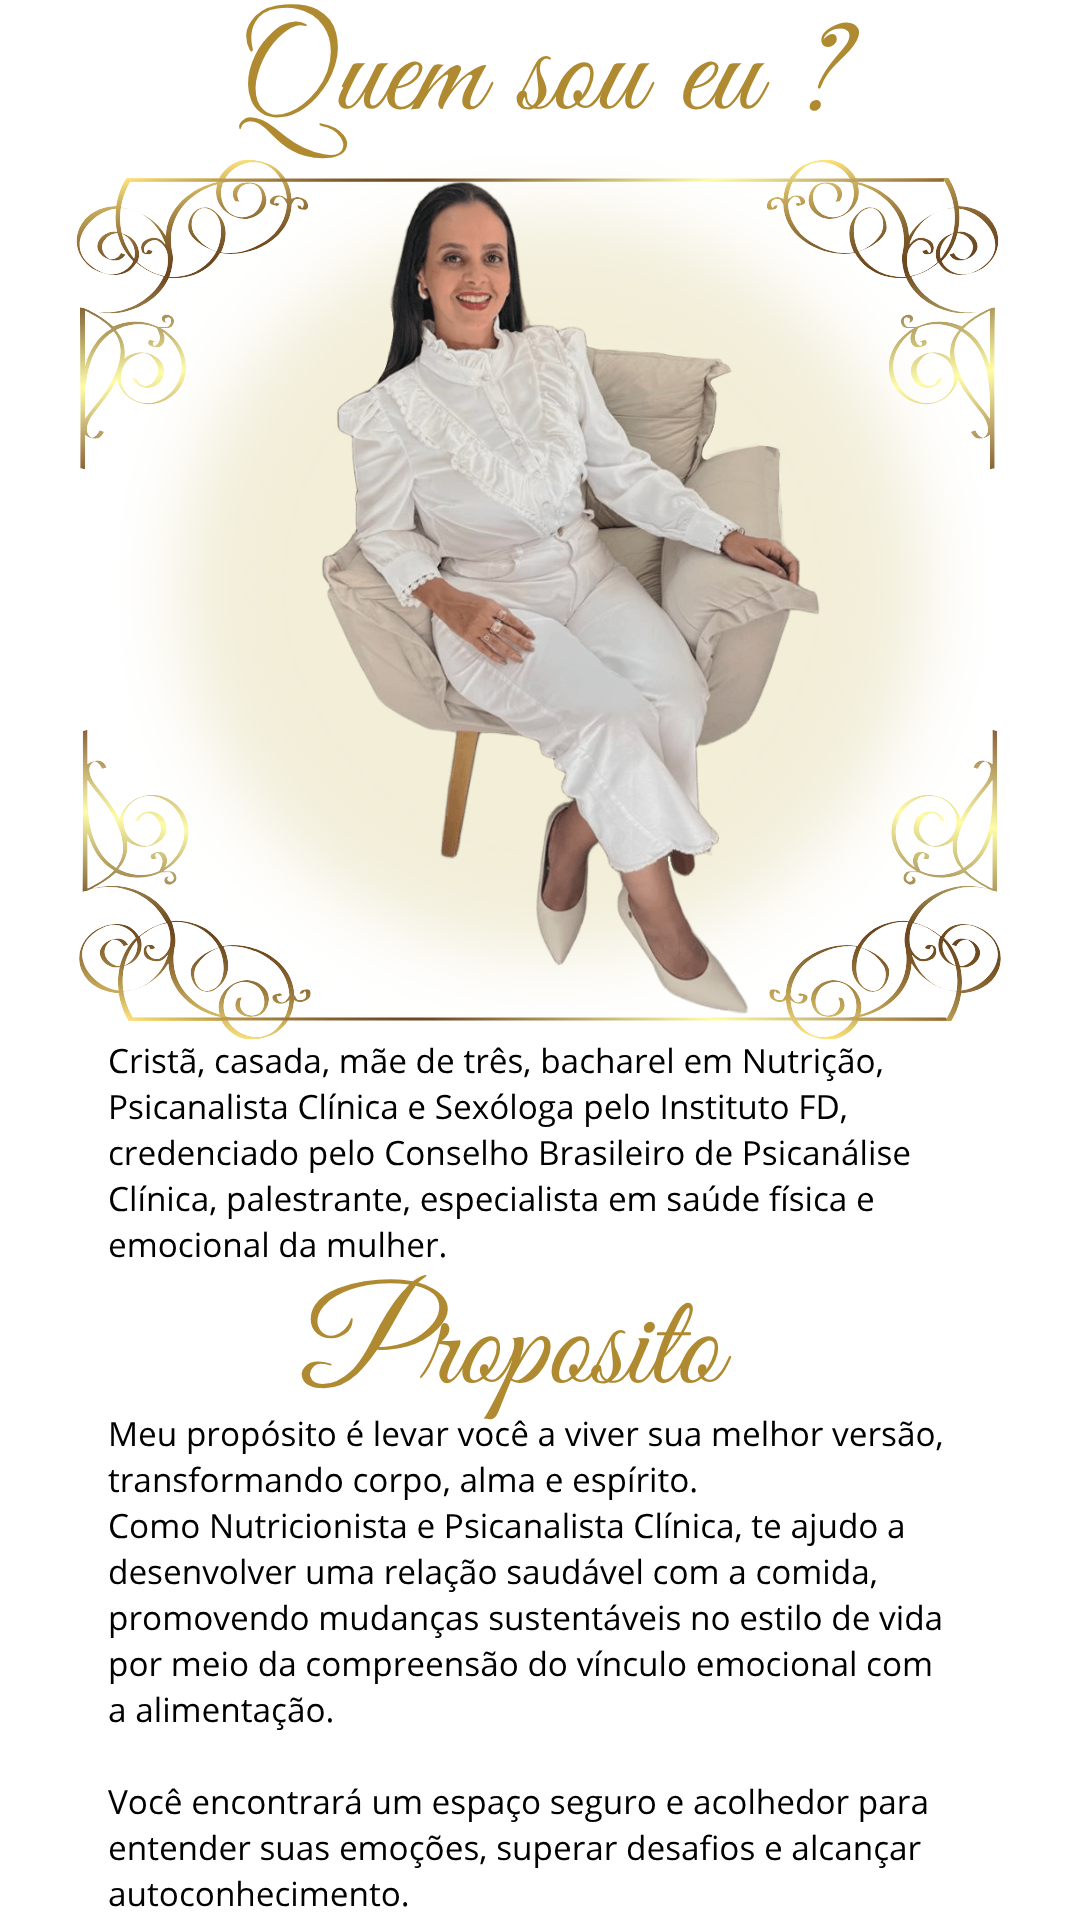 Quem sou eu ?
Cristã, casada, mãe de três, bacharel em Nutrição,
Psicanalista Clínica e Sexóloga pelo Instituto FD,
credenciado pelo Conselho Brasileiro de Psicanálise
Clínica, palestrante, especialista em saúde física e
emocional da mulher.
Proposito
Meu propósito é levar você a viver sua melhor versão,
transformando corpo, alma e espírito.
Como Nutricionista e Psicanalista Clínica, te ajudo a
desenvolver uma relação saudável com a comida,
promovendo mudanças sustentáveis no estilo de vida
por meio da compreensão do vínculo emocional com
a alimentação.
Você encontrará um espaço seguro e acolhedor para
entender suas emoções, superar desafios e alcançar
autoconhecimento.